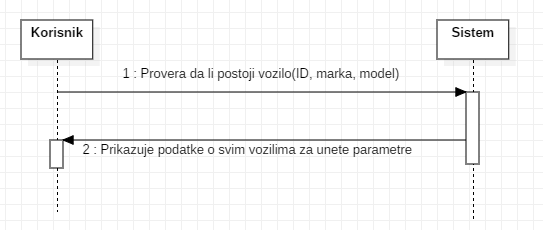 Korisnik
Sistem
1 : Provera da li postoji vozilo(ID, marka, model)
2 : Prikazuje podatke o svim vozilima za unete parametre